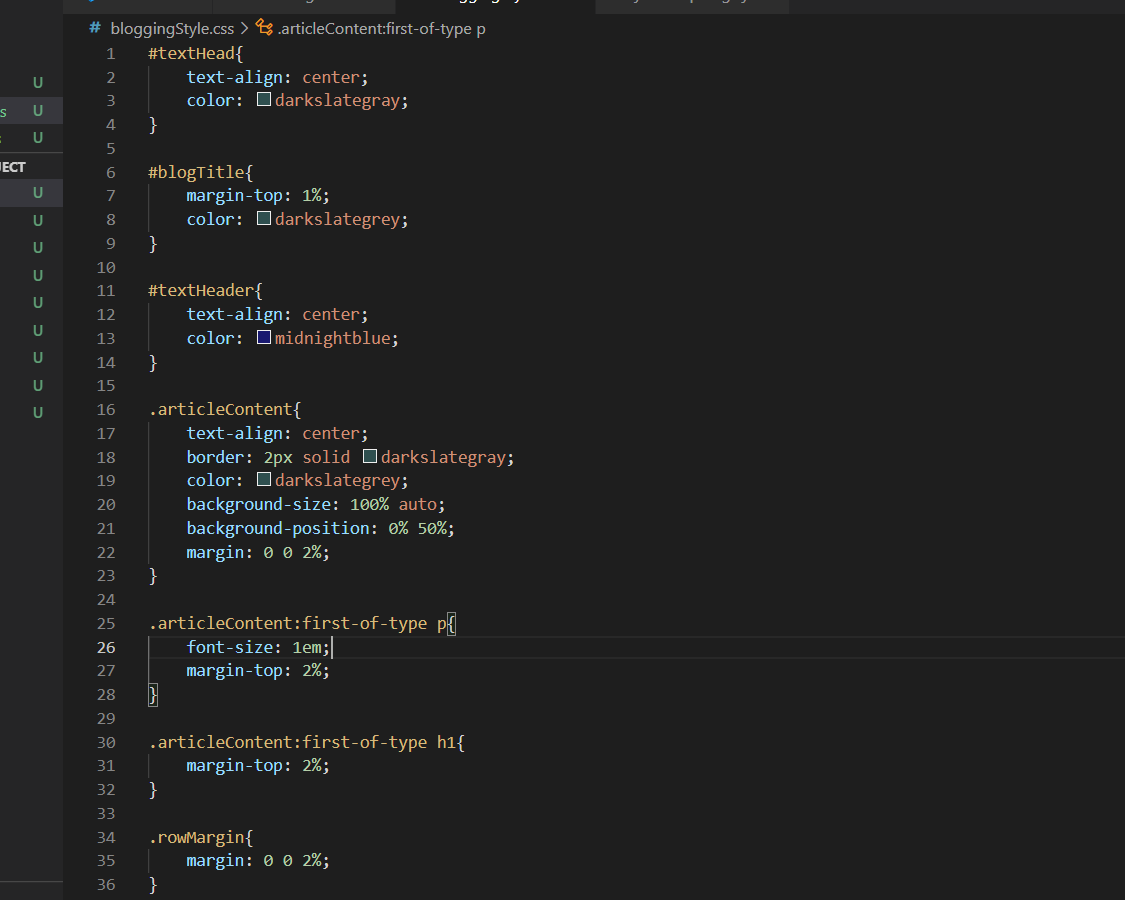 # bloggingStyle.css > .articleContent:first-of-type p
1 #textHead{
U
2 text-align: center;
s U
3 color: darkslategray;
U
4 }
JECT
5
U
6 #blogTitle{
7 margin-top: 1%;
U
8 color: darkslategrey;
U
9 }
10
U
11 #textHeader{
U
12 text-align: center;
U
13 color: midnightblue;
U
14 }
U
15
U
16 .articleContent{
17 text-align: center;
18 border: 2px solid darkslategray;
19 color: darkslategrey;
20 background-size: 100% auto;
21 background-position: 0% 50%;
22 margin: 0 0 2%;
23 }
24
25 .articleContent:first-of-type p{
26 font-size: 1em;
27 margin-top: 2%;
28 }
29
30 .articleContent:first-of-type h1{
31 margin-top: 2%;
32 }
33
34 .rowMargin{
35 margin: 0 0 2%;
36 }